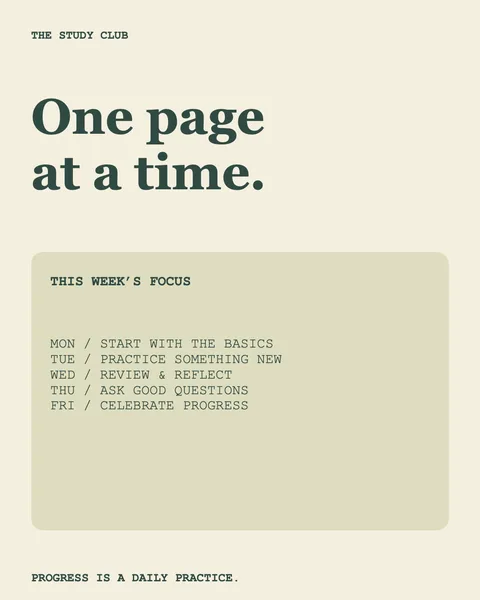 THE STUDY CLUB
One page
at a time.
THIS WEEK’S FOCUS
MON / START WITH THE BASICS
TUE / PRACTICE SOMETHING NEW
WED / REVIEW & REFLECT
THU / ASK GOOD QUESTIONS
FRI / CELEBRATE PROGRESS
PROGRESS IS A DAILY PRACTICE.